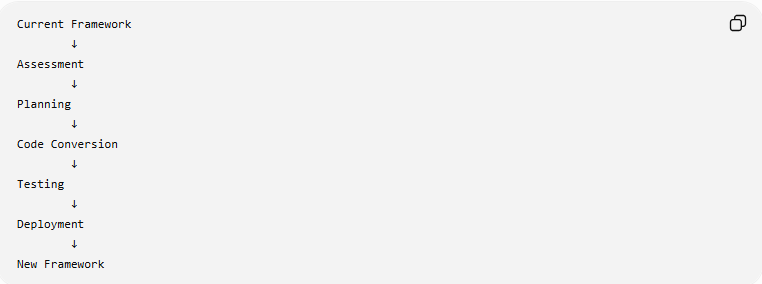 Current Framework
↓
Assessment
↓
Planning
↓
Code Conversion
↓
Testing
↓
Deployment
↓
New Framework